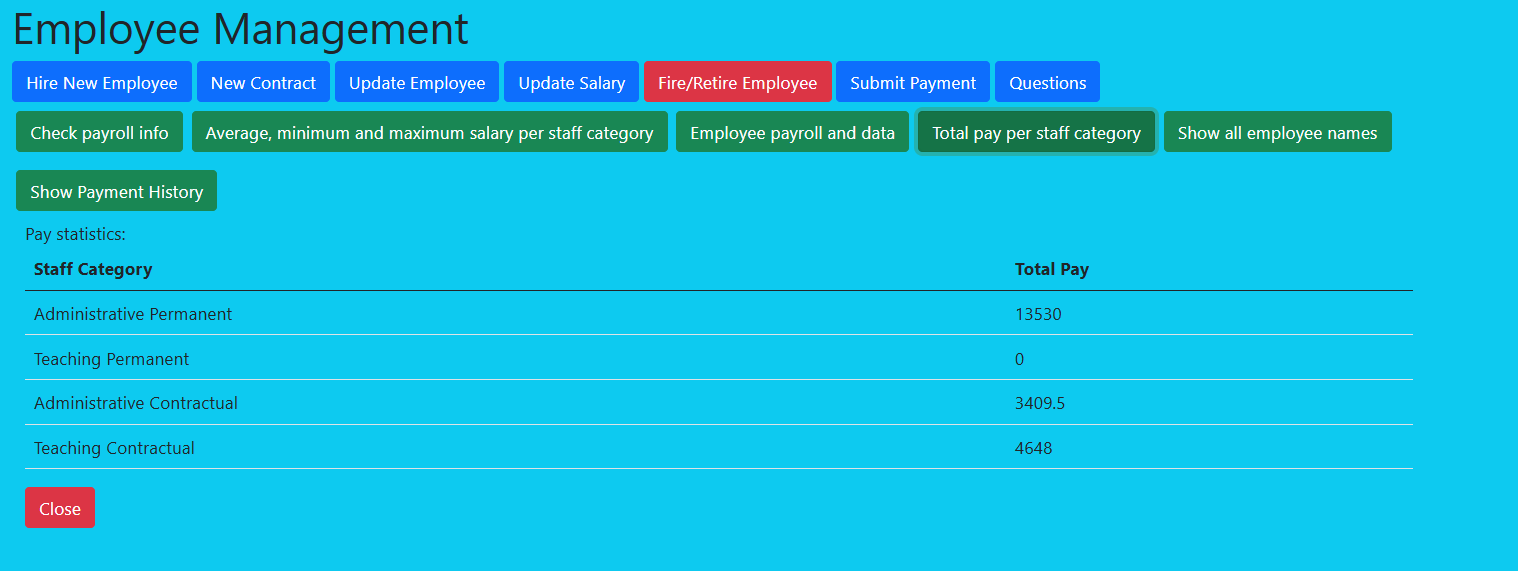 Employee Management
Hire New Employee New Contract Update Employee Update Salary Fire/Retire Employee Submit Payment Questions
Check payroll info Average, minimum and maximum salary per staff category Employee payroll and data Total pay per staff category Show all employee names
Show Payment History
Pay statistics:
Staff Category Total Pay
Administrative Permanent 13530
Teaching Permanent 0
Administrative Contractual 3409.5
Teaching Contractual 4648
Close